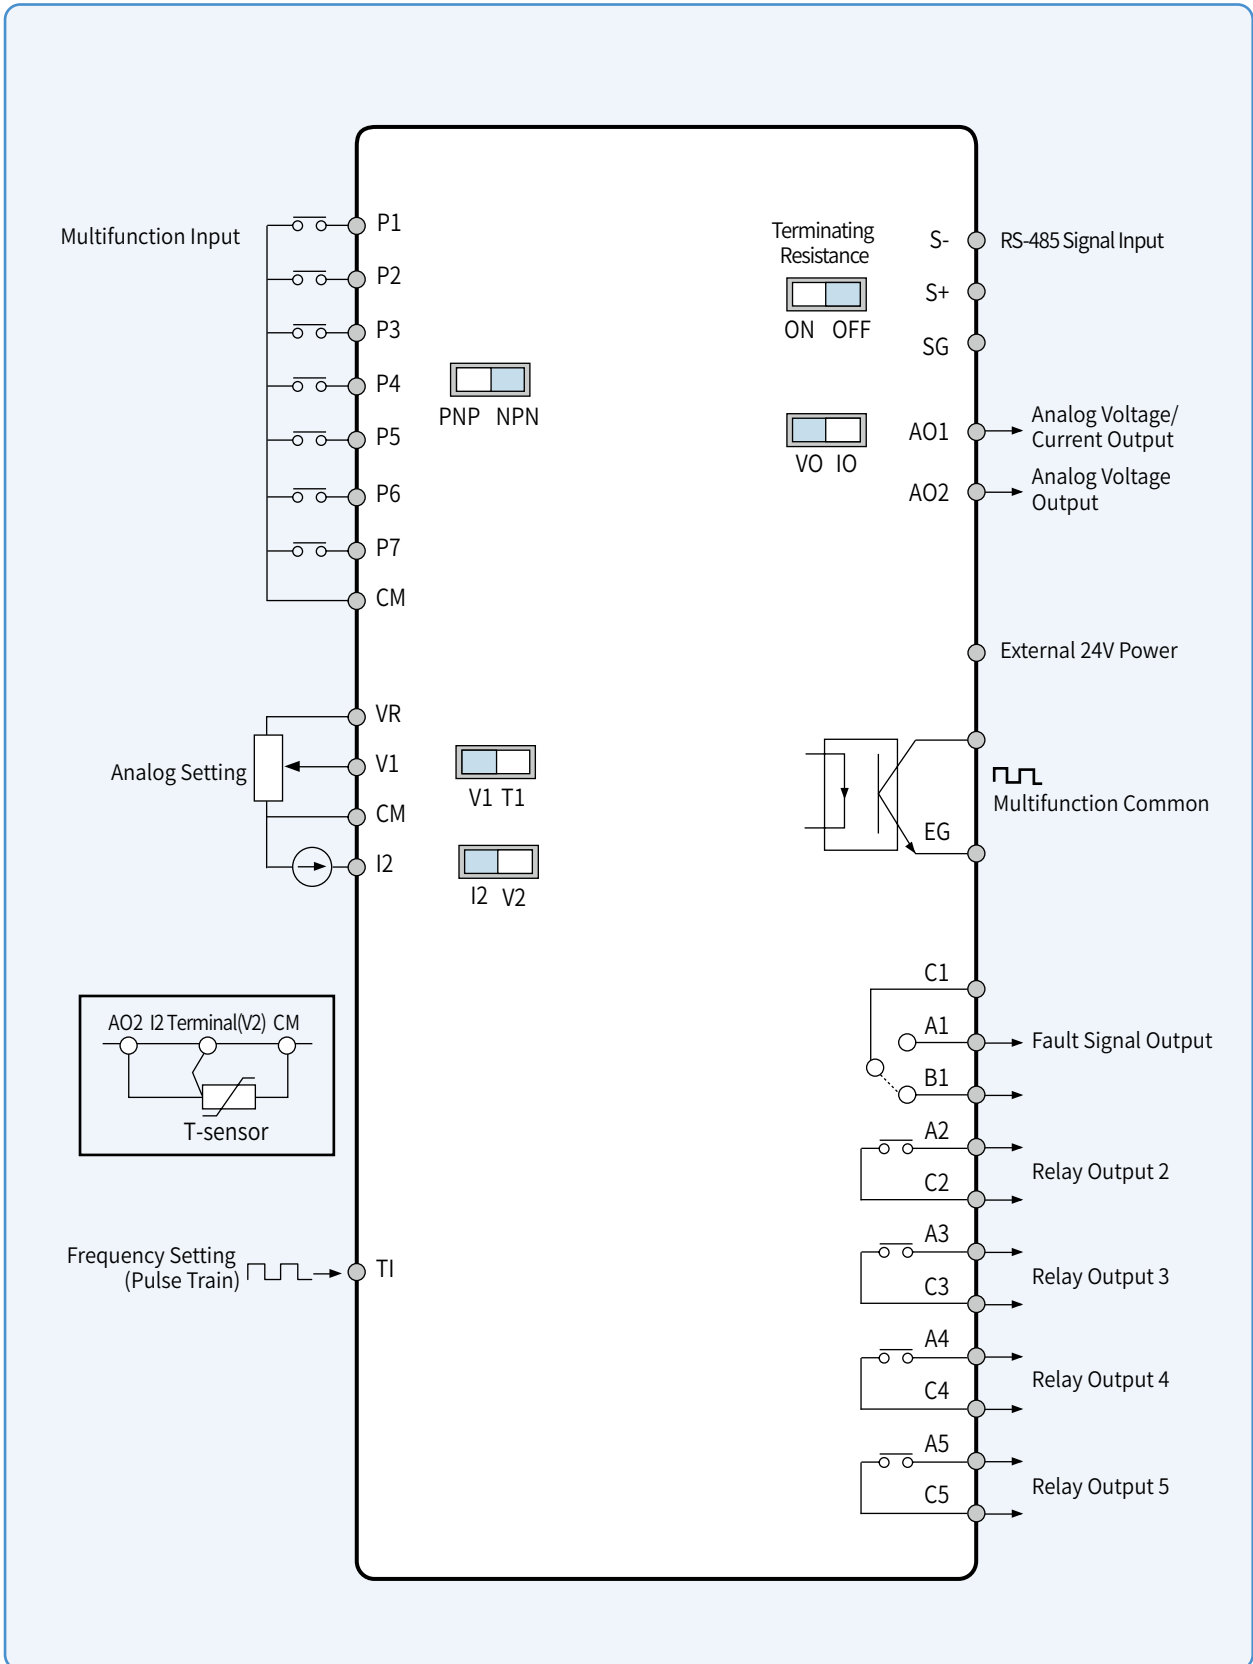 Multifunction Input
P1
P2
P3
P4
P5
P6
P7
CM
PNP NPN
Terminating
Resistance
ON OFF
S-
RS-485 Signal Input
S+
SG
VO IO
AO1
Analog Voltage/
Current Output
AO2
Analog Voltage
Output
External 24V Power
Analog Setting
VR
V1
CM
I2
V1 T1
I2 V2
Multifunction Common
EG
AO2 I2 Terminal(V2) CM
T-sensor
Frequency Setting
(Pulse Train)
TI
C1
A1
Fault Signal Output
B1
A2
Relay Output 2
C2
A3
Relay Output 3
C3
A4
Relay Output 4
C4
A5
Relay Output 5
C5